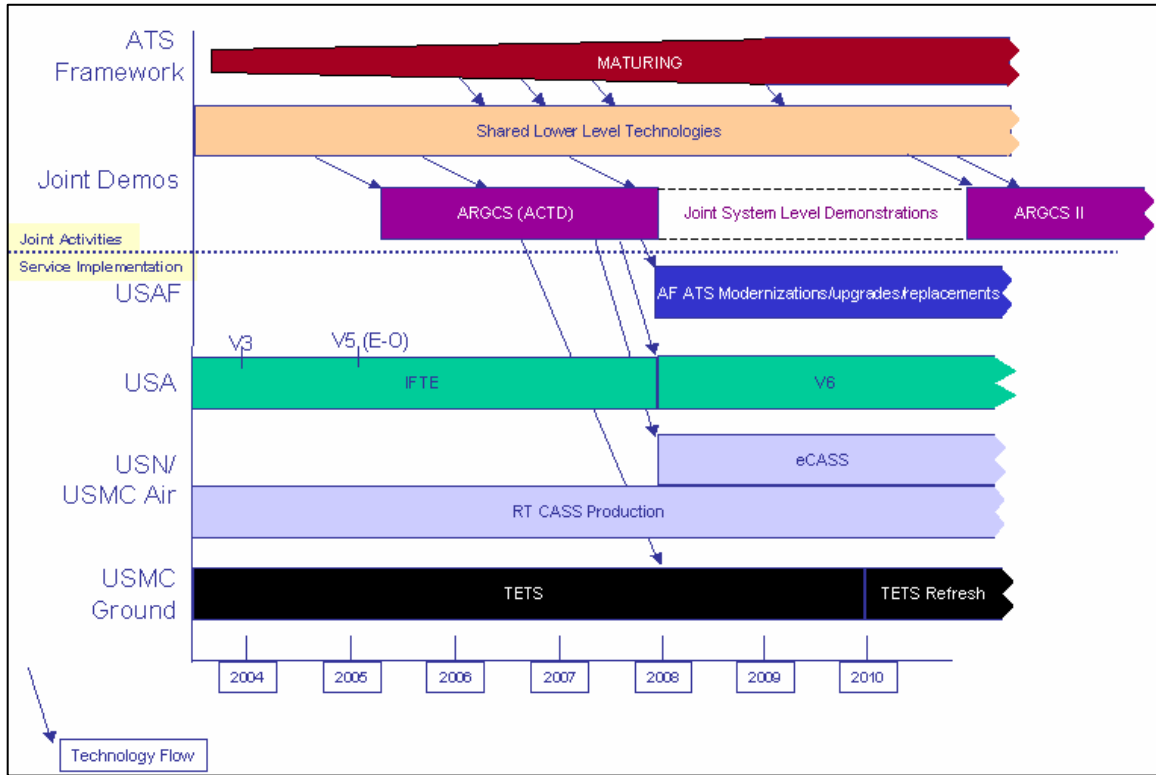 ATS
Framework
MATURING
Shared Lower Level Technologies
Joint Demos
ARGCS (ACTD)
Joint System Level Demonstrations
ARGCS II
Joint Activities
Service Implementation
USAF
AF ATS Modernizations/upgrades/replacements
V3
V5 (E-O)
USA
IFTE
V6
USN/
USMC Air
eCASS
RT CASS Production
USMC
Ground
TETS
TETS Refresh
2004
2005
2006
2007
2008
2009
2010
Technology Flow